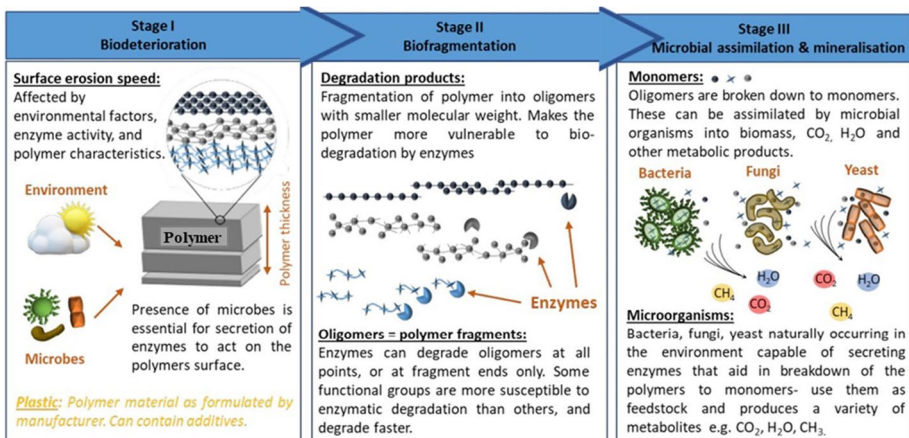 Stage I
Biodeterioration
Stage II
Biofragmentation
Stage III
Microbial assimilation & mineralisation
Surface erosion speed:
Affected by
environmental factors,
enzyme activity, and
polymer characteristics.
Environment
Polymer
Polymer thickness
Microbes
Presence of microbes is
essential for secretion of
enzymes to act on the
polymers surface.
Plastic: Polymer material as formulated by
manufacturer. Can contain additives.
Degradation products:
Fragmentation of polymer into oligomers
with smaller molecular weight. Makes the
polymer more vulnerable to bio-
degradation by enzymes
Enzymes
Oligomers = polymer fragments:
Enzymes can degrade oligomers at all
points, or at fragment ends only. Some
functional groups are more susceptible to
enzymatic degradation than others, and
degrade faster.
Monomers:
Oligomers are broken down to monomers.
These can be assimilated by microbial
organisms into biomass, CO₂, H₂O and
other metabolic products.
Bacteria
Fungi
Yeast
H₂O
CH₄
CO₂
CO₂
H₂O
CH₄
Microorganisms:
Bacteria, fungi, yeast naturally occurring in
the environment capable of secreting
enzymes that aid in breakdown of the
polymers to monomers- use them as
feedstock and produces a variety of
metabolites e.g. CO₂, H₂O, CH₃.